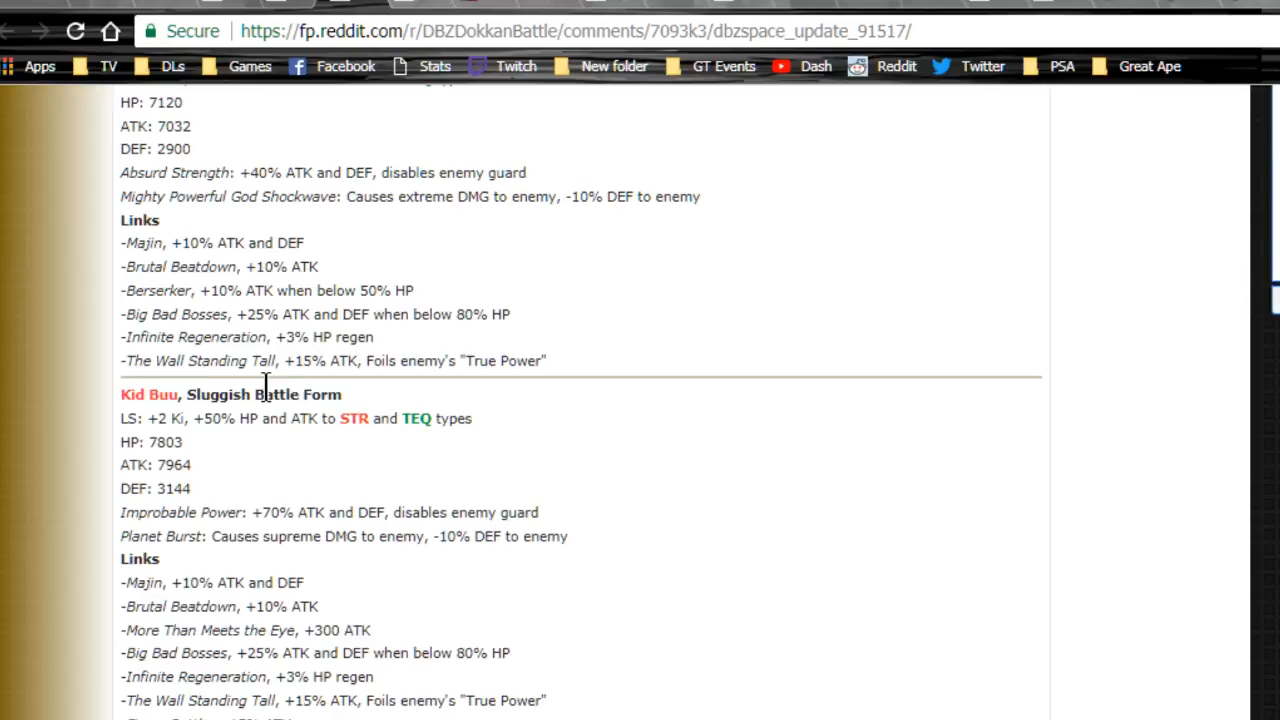 Secure https://fp.reddit.com/r/DBZDokkanBattle/comments/7093k3/dbzspace_update_91517/
Apps TV DLs Games Facebook Stats Twitch New folder GT Events Dash Reddit Twitter PSA Great Ape
HP: 7120
ATK: 7032
DEF: 2900
Absurd Strength: +40% ATK and DEF, disables enemy guard
Mighty Powerful God Shockwave: Causes extreme DMG to enemy, -10% DEF to enemy
Links
-Majin, +10% ATK and DEF
-Brutal Beatdown, +10% ATK
-Berserker, +10% ATK when below 50% HP
-Big Bad Bosses, +25% ATK and DEF when below 80% HP
-Infinite Regeneration, +3% HP regen
-The Wall Standing Tall, +15% ATK, Foils enemy's "True Power"
Kid Buu, Sluggish Battle Form
LS: +2 Ki, +50% HP and ATK to STR and TEQ types
HP: 7803
ATK: 7964
DEF: 3144
Improbable Power: +70% ATK and DEF, disables enemy guard
Planet Burst: Causes supreme DMG to enemy, -10% DEF to enemy
Links
-Majin, +10% ATK and DEF
-Brutal Beatdown, +10% ATK
-More Than Meets the Eye, +300 ATK
-Big Bad Bosses, +25% ATK and DEF when below 80% HP
-Infinite Regeneration, +3% HP regen
-The Wall Standing Tall, +15% ATK, Foils enemy's "True Power"